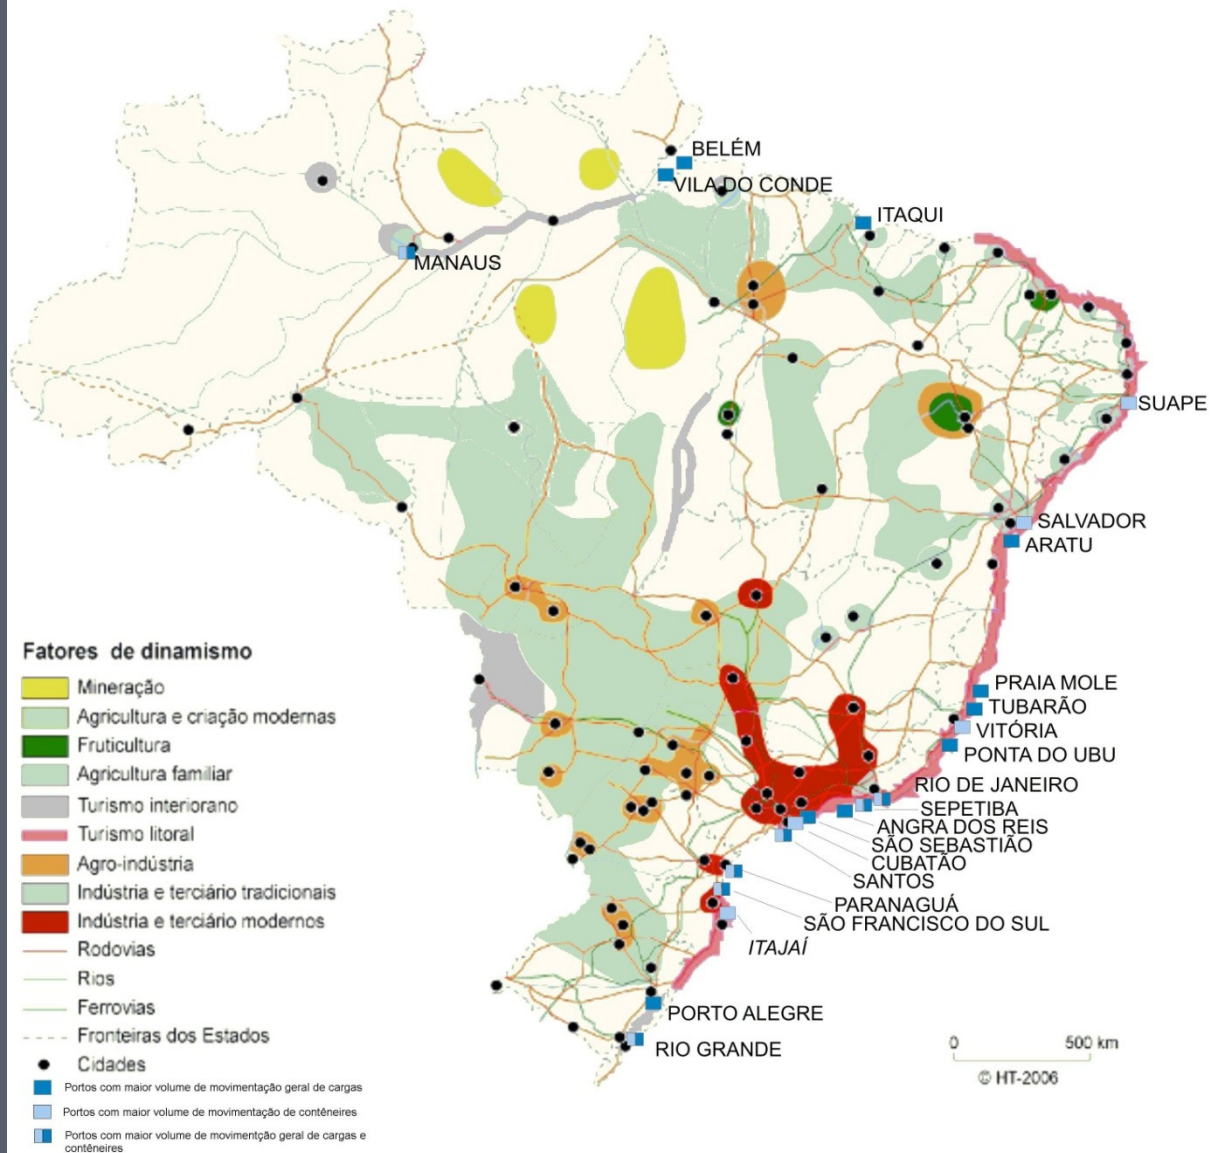 BELÉM
VILA DO CONDE
ITAQUI
MANAUS
SUAPE
SALVADOR
ARATU
Fatores de dinamismo
Mineração
Agricultura e criação modernas
Fruticultura
Agricultura familiar
Turismo interiorano
Turismo litoral
Agro-indústria
Indústria e terciário tradicionais
Indústria e terciário modernos
Rodovias
Rios
Ferrovias
Fronteiras dos Estados
Cidades
Portos com maior volume de movimentação geral de cargas
Portos com maior volume de movimentação de contêineires
Portos com maior volume de movimentção geral de cargas e
contêneires
PRAIA MOLE
TUBARÃO
VITÓRIA
PONTA DO UBU
RIO DE JANEIRO
SEPETIBA
ANGRA DOS REIS
SÃO SEBASTIÃO
CUBATÃO
SANTOS
PARANAGUÁ
SÃO FRANCISCO DO SUL
ITAJAÍ
PORTO ALEGRE
RIO GRANDE
0 500 km
© HT-2006